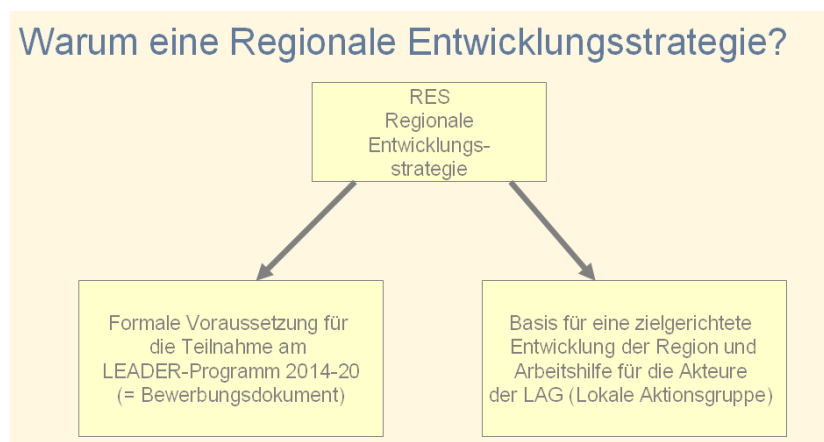 Warum eine Regionale Entwicklungsstrategie?
RES
Regionale
Entwicklungs-
strategie
Formale Voraussetzung für
die Teilnahme am
LEADER-Programm 2014-20
(= Bewerbungsdokument)
Basis für eine zielgerichtete
Entwicklung der Region und
Arbeitshilfe für die Akteure
der LAG (Lokale Aktionsgruppe)